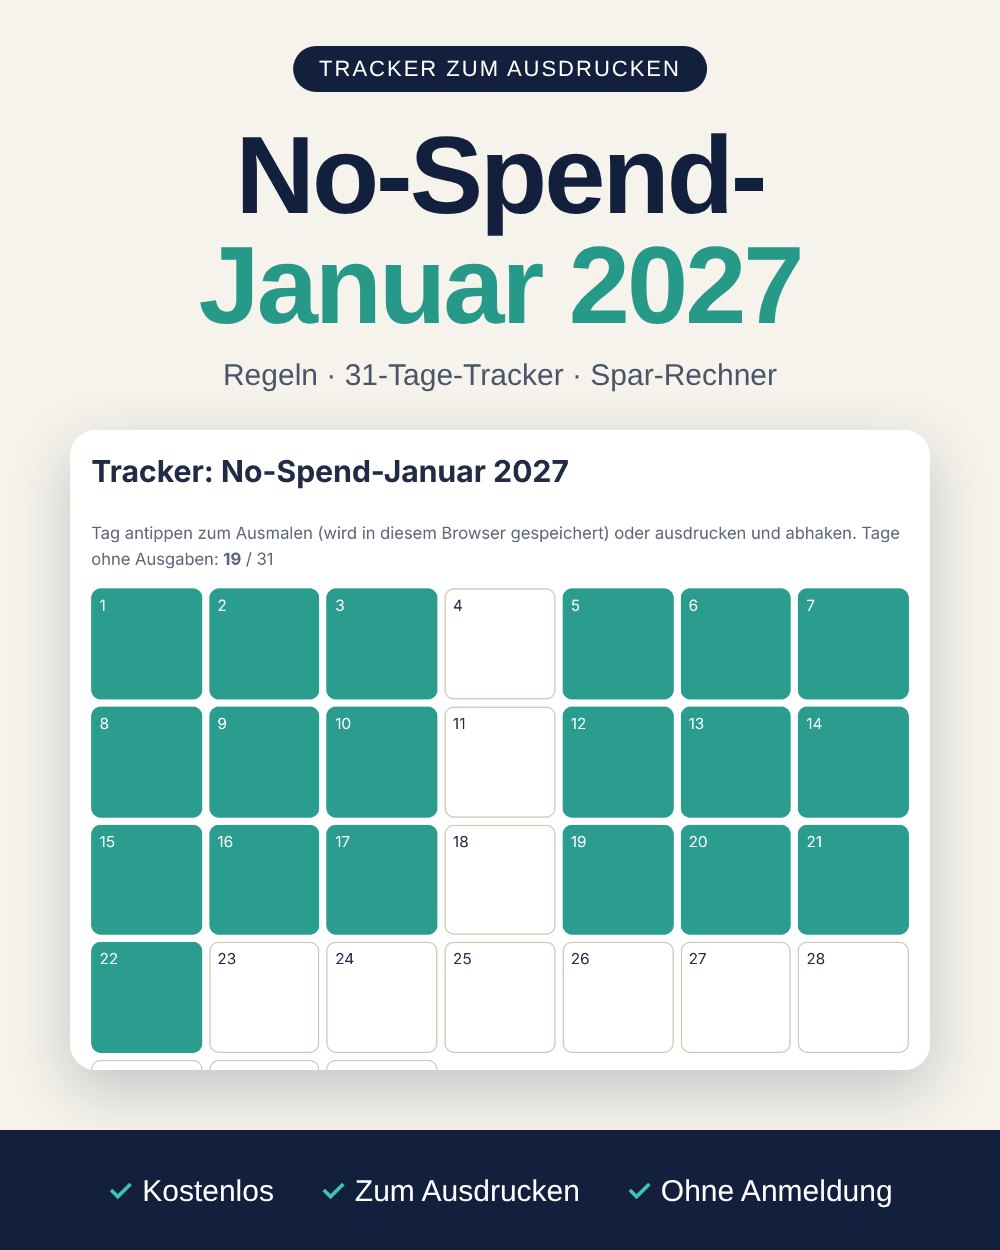 TRACKER ZUM AUSDRUCKEN
No-Spend-
Januar 2027
Regeln · 31-Tage-Tracker · Spar-Rechner
Tracker: No-Spend-Januar 2027
Tag antippen zum Ausmalen (wird in diesem Browser gespeichert) oder ausdrucken und abhaken. Tage
ohne Ausgaben: 19 / 31
1 2 3 4 5 6 7
8 9 10 11 12 13 14
15 16 17 18 19 20 21
22 23 24 25 26 27 28
Kostenlos Zum Ausdrucken Ohne Anmeldung